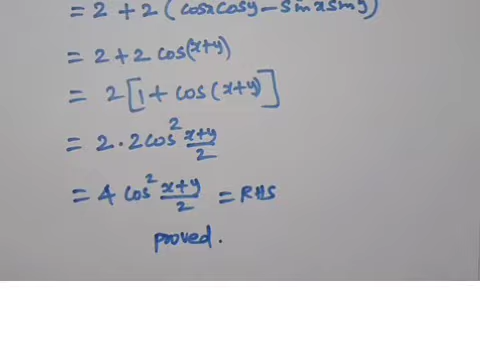 = 2 + 2 ( cosx cosy - sinx siny )
= 2 + 2 cos(x+y)
= 2 [ 1 + cos (x+y) ]
= 2 · 2cos² (x+y)/2
= 4 cos² (x+y)/2 = RHS
proved.